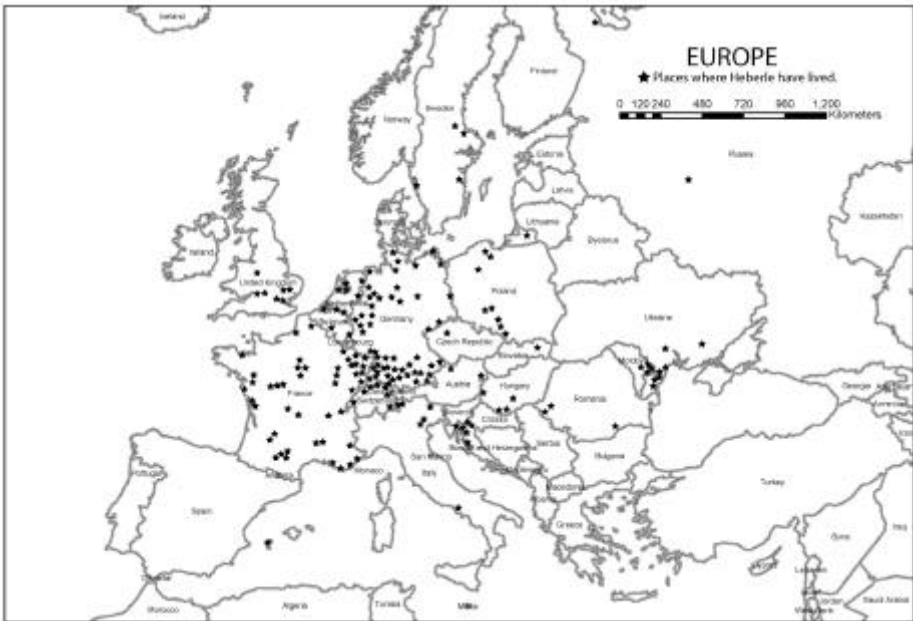 Iceland
EUROPE
★ Places where Heberle have lived.
0 120 240 480 720 960 1,200
Kilometers
Finland
Sweden
Norway
Russia
Estonia
Latvia
Lithuania
Byelarus
Kazakhstan
Ireland
United Kingdom
Poland
Germany
Ukraine
Czech Republic
Slovakia
Austria
Hungary
France
Romania
Croatia
Serbia
Bulgaria
San Marino
Monaco
Italy
Macedonia
Portugal
Spain
Greece
Turkey
Syria
Iraq
Morocco
Algeria
Tunisia
Malta
Jordan
Saudi Arabia